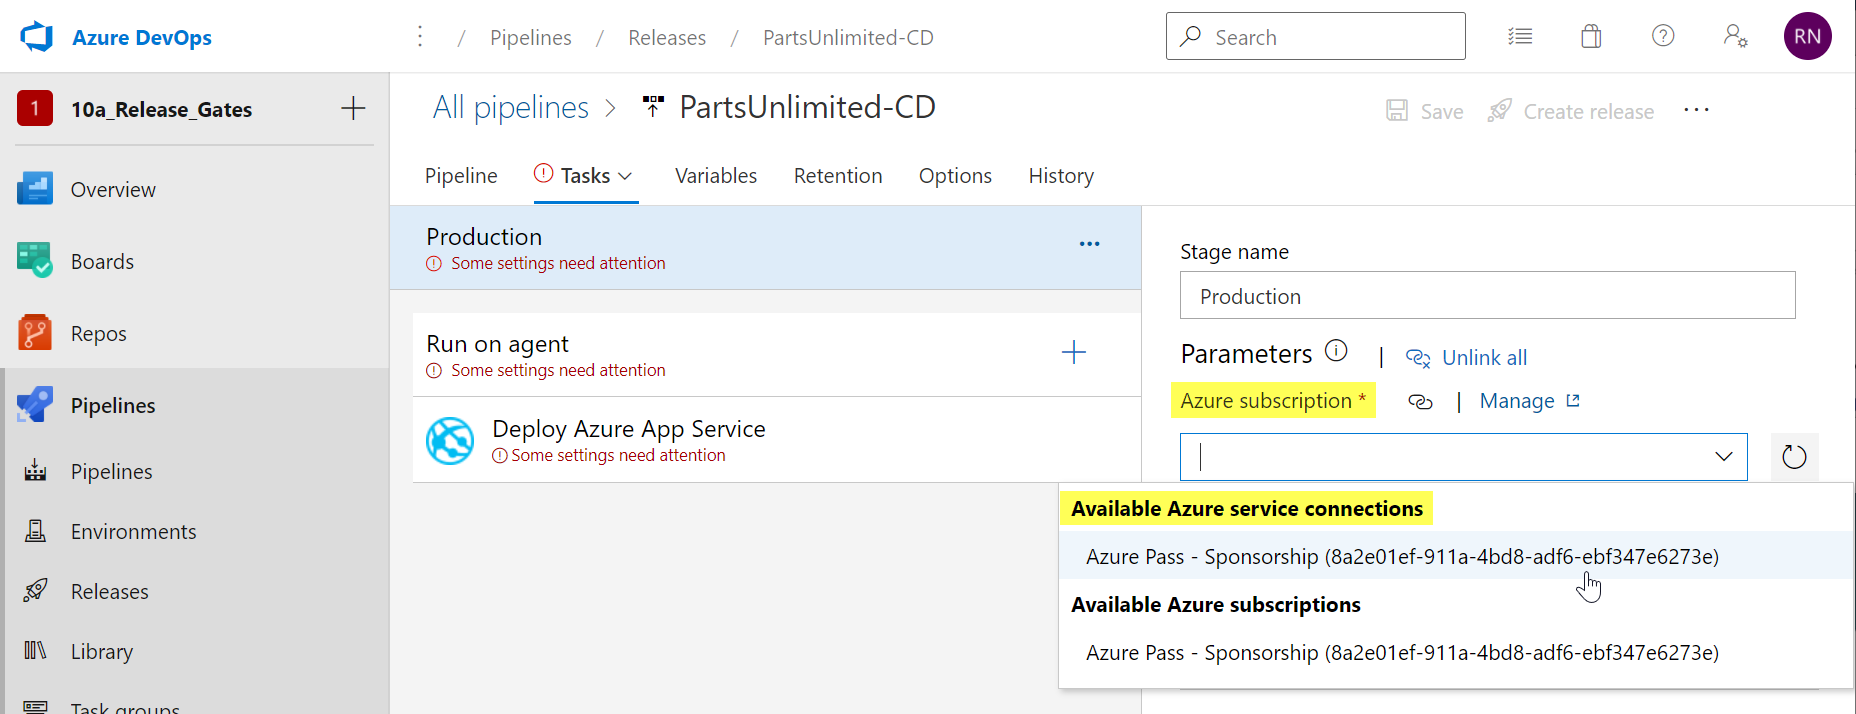 Azure DevOps
/ Pipelines / Releases / PartsUnlimited-CD
Search
RN
1 10a_Release_Gates
All pipelines > PartsUnlimited-CD
Save
Create release
Overview
Boards
Repos
Pipelines
Pipelines
Environments
Releases
Library
Task groups
Pipeline
Tasks
Variables
Retention
Options
History
Production
Some settings need attention
Run on agent
Some settings need attention
Deploy Azure App Service
Some settings need attention
Stage name
Production
Parameters | Unlink all
Azure subscription * | Manage
Available Azure service connections
Azure Pass - Sponsorship (8a2e01ef-911a-4bd8-adf6-ebf347e6273e)
Available Azure subscriptions
Azure Pass - Sponsorship (8a2e01ef-911a-4bd8-adf6-ebf347e6273e)